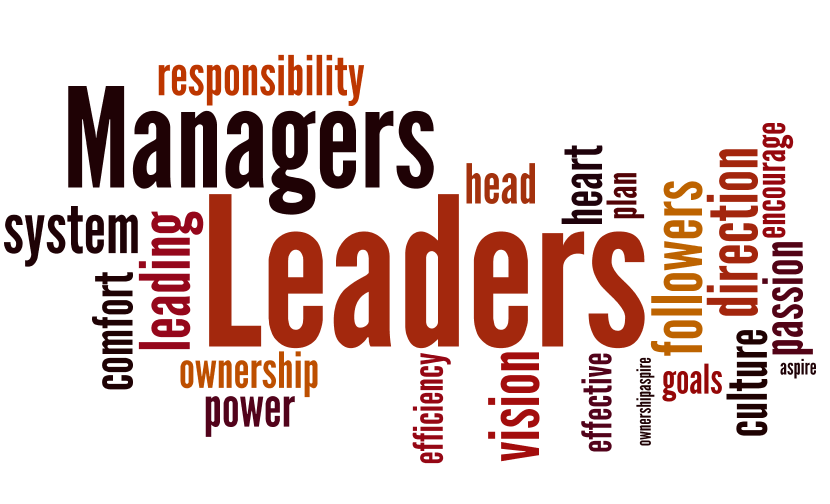 responsibility
Managers
head
heart
plan
encourage
direction
followers
system
leading
Leaders
passion
comfort
ownership
power
efficiency
vision
effective
ownershipaspire
goals
culture
aspire